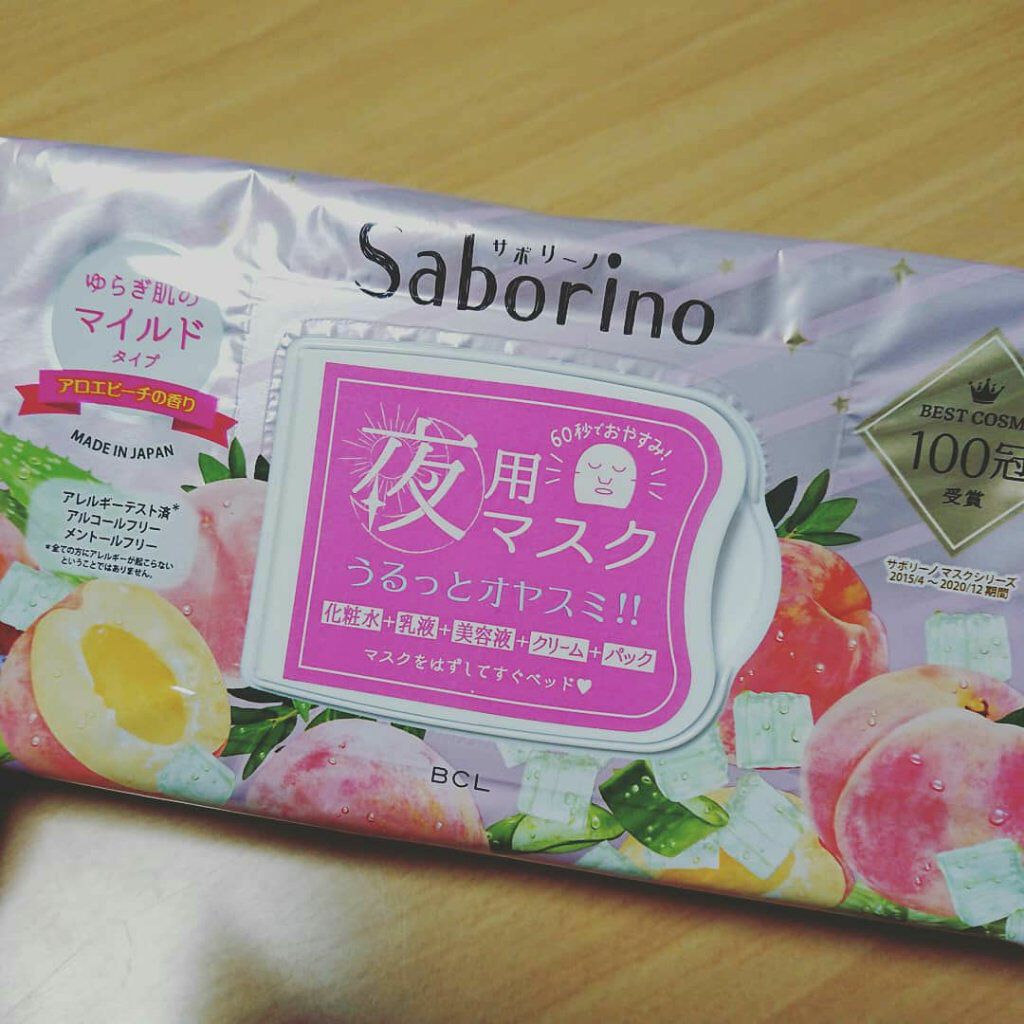 サボリーノ
Saborino
ゆらぎ肌の
マイルド
タイプ
アロエピーチの香り
MADE IN JAPAN
アレルギーテスト済*
アルコールフリー
メントールフリー
*全ての方にアレルギーが起こらない
ということではありません。
60秒でおやすみ!
夜用
マスク
うるっとオヤスミ!!
化粧水+乳液+美容液+クリーム+パック
マスクをはずしてすぐベッド♥
BCL
BEST COSM
100冠
受賞
サボリーノマスクシリーズ
2015/4～2020/12 期間